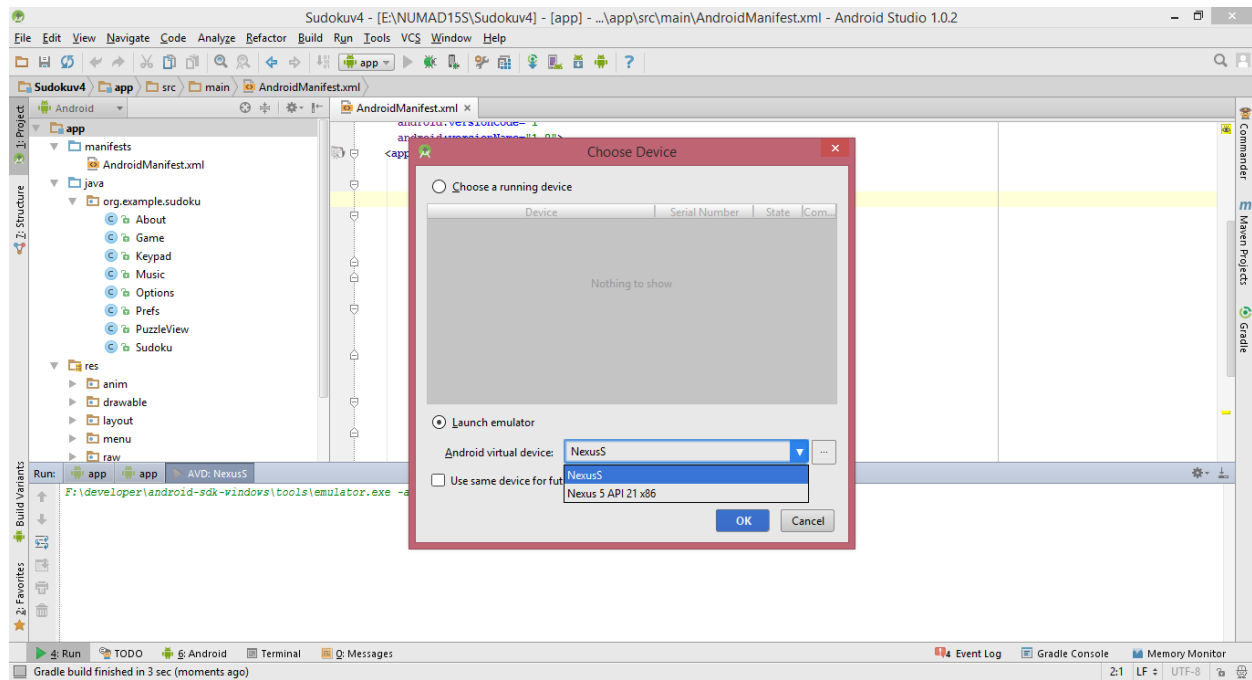 Sudokuv4 - [E:\NUMAD15S\Sudokuv4] - [app] - ...\app\src\main\AndroidManifest.xml - Android Studio 1.0.2
File Edit View Navigate Code Analyze Refactor Build Run Tools VCS Window Help
app
Sudokuv4 app src main AndroidManifest.xml
Android
AndroidManifest.xml
1: Project
Z: Structure
Build Variants
2: Favorites
app
manifests
AndroidManifest.xml
java
org.example.sudoku
About
Game
Keypad
Music
Options
Prefs
PuzzleView
Sudoku
res
anim
drawable
layout
menu
raw
android:versionCode="1"
<app
Choose Device
Choose a running device
Device Serial Number State Com...
Nothing to show
Launch emulator
Android virtual device: NexusS ...
NexusS
Nexus 5 API 21 x86
Use same device for fut
OK Cancel
Commander
Maven Projects
Gradle
Run: app app AVD: NexusS
F:\developer\android-sdk-windows\tools\emulator.exe -a
4: Run TODO 6: Android Terminal 0: Messages 4 Event Log Gradle Console Memory Monitor
Gradle build finished in 3 sec (moments ago) 2:1 LF UTF-8